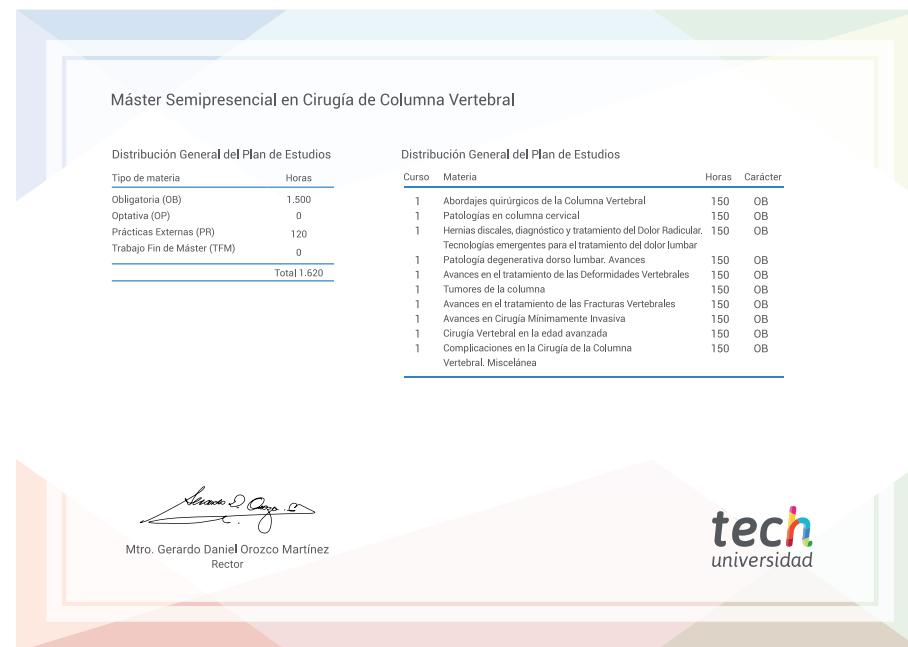 Máster Semipresencial en Cirugía de Columna Vertebral
Distribución General del Plan de Estudios
Tipo de materia Horas
Obligatoria (OB) 1.500
Optativa (OP) 0
Prácticas Externas (PR) 120
Trabajo Fin de Máster (TFM) 0
Total 1.620
Distribución General del Plan de Estudios
Curso Materia Horas Carácter
1 Abordajes quirúrgicos de la Columna Vertebral 150 OB
1 Patologías en columna cervical 150 OB
1 Hernias discales, diagnóstico y tratamiento del Dolor Radicular. 150 OB
Tecnologías emergentes para el tratamiento del dolor lumbar
1 Patología degenerativa dorso lumbar. Avances 150 OB
1 Avances en el tratamiento de las Deformidades Vertebrales 150 OB
1 Tumores de la columna 150 OB
1 Avances en el tratamiento de las Fracturas Vertebrales 150 OB
1 Avances en Cirugía Mínimamente Invasiva 150 OB
1 Cirugía Vertebral en la edad avanzada 150 OB
1 Complicaciones en la Cirugía de la Columna 150 OB
Vertebral. Miscelánea
Mtro. Gerardo Daniel Orozco Martínez
Rector
tech
universidad